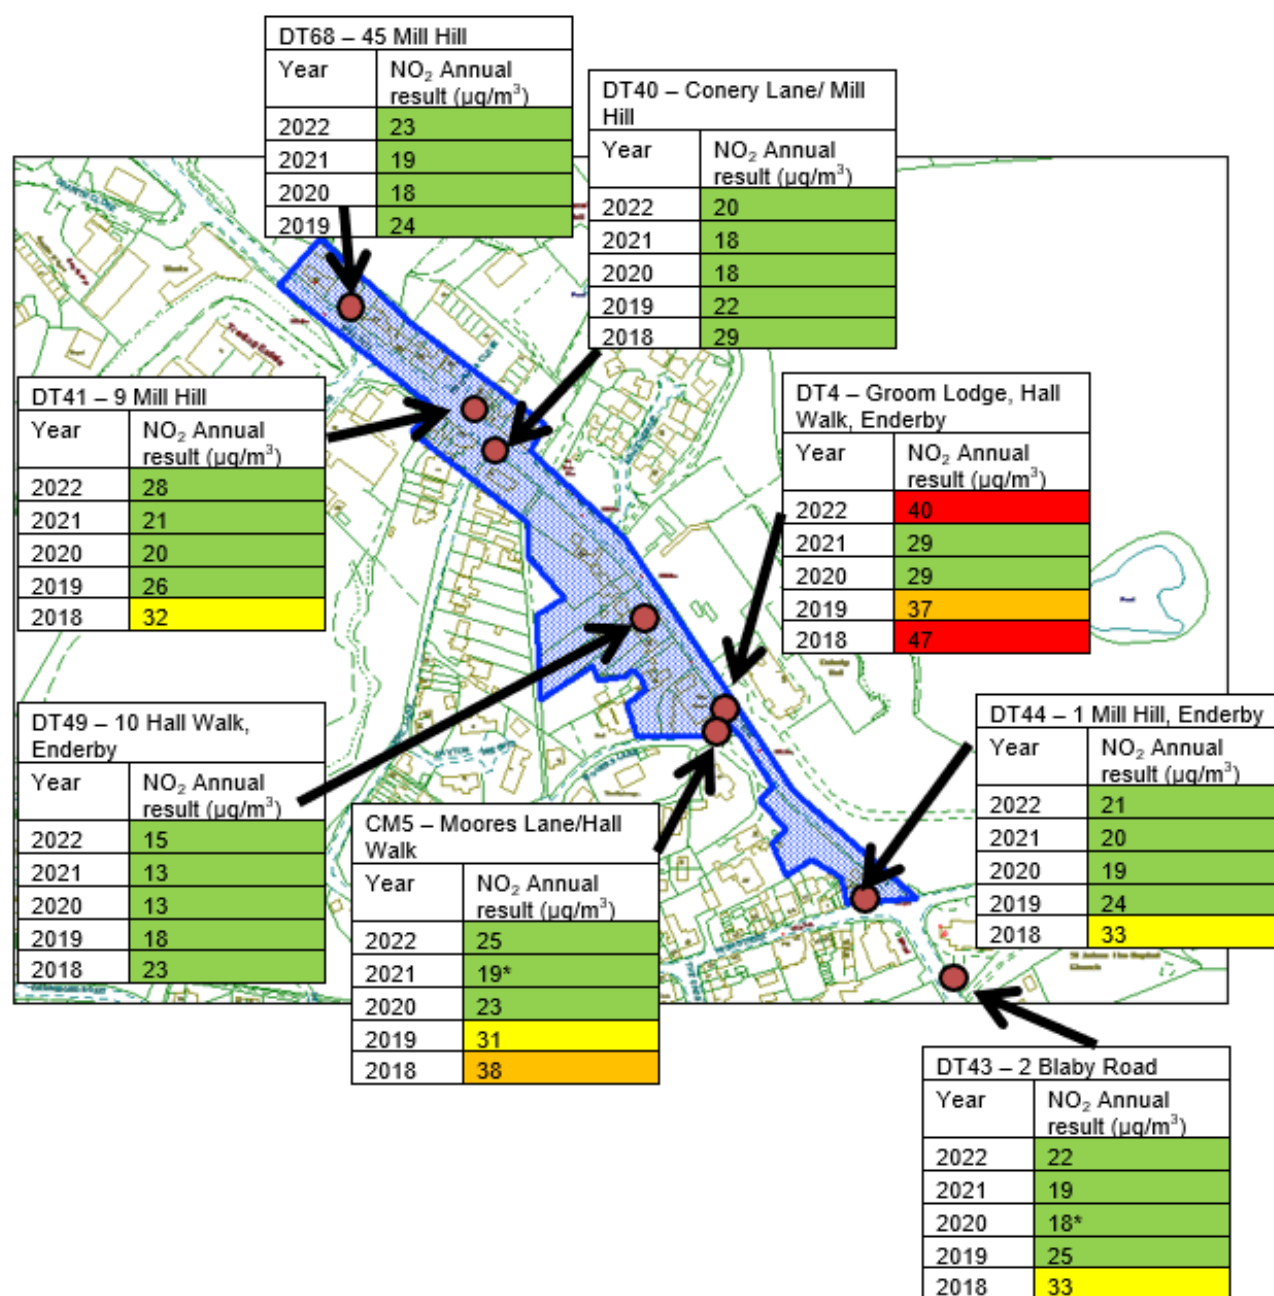 DT68 – 45 Mill Hill
Year NO₂ Annual
result (µg/m³)
2022 23
2021 19
2020 18
2019 24
DT40 – Conery Lane/ Mill
Hill
Year NO₂ Annual
result (µg/m³)
2022 20
2021 18
2020 18
2019 22
2018 29
DT41 – 9 Mill Hill
Year NO₂ Annual
result (µg/m³)
2022 28
2021 21
2020 20
2019 26
2018 32
DT4 – Groom Lodge, Hall
Walk, Enderby
Year NO₂ Annual
result (µg/m³)
2022 40
2021 29
2020 29
2019 37
2018 47
DT49 – 10 Hall Walk,
Enderby
Year NO₂ Annual
result (µg/m³)
2022 15
2021 13
2020 13
2019 18
2018 23
CM5 – Moores Lane/Hall
Walk
Year NO₂ Annual
result (µg/m³)
2022 25
2021 19*
2020 23
2019 31
2018 38
DT44 – 1 Mill Hill, Enderby
Year NO₂ Annual
result (µg/m³)
2022 21
2021 20
2020 19
2019 24
2018 33
DT43 – 2 Blaby Road
Year NO₂ Annual
result (µg/m³)
2022 22
2021 19
2020 18*
2019 25
2018 33
Trading Estate
Pool